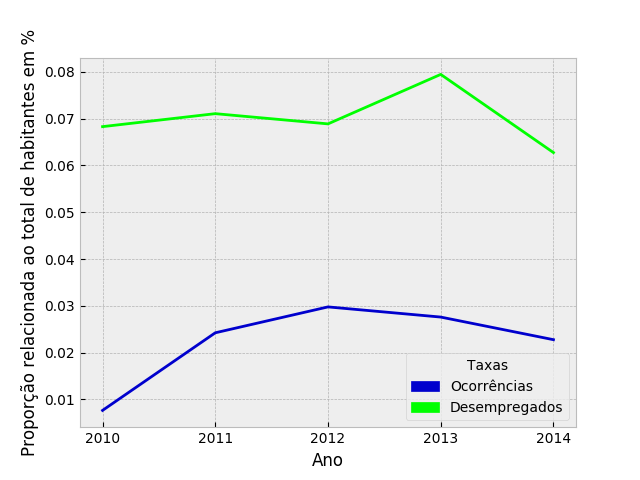 Proporção relacionada ao total de habitantes em %
0.08
0.07
0.06
0.05
0.04
0.03
0.02
0.01
Taxas
Ocorrências
Desempregados
2010 2011 2012 2013 2014
Ano